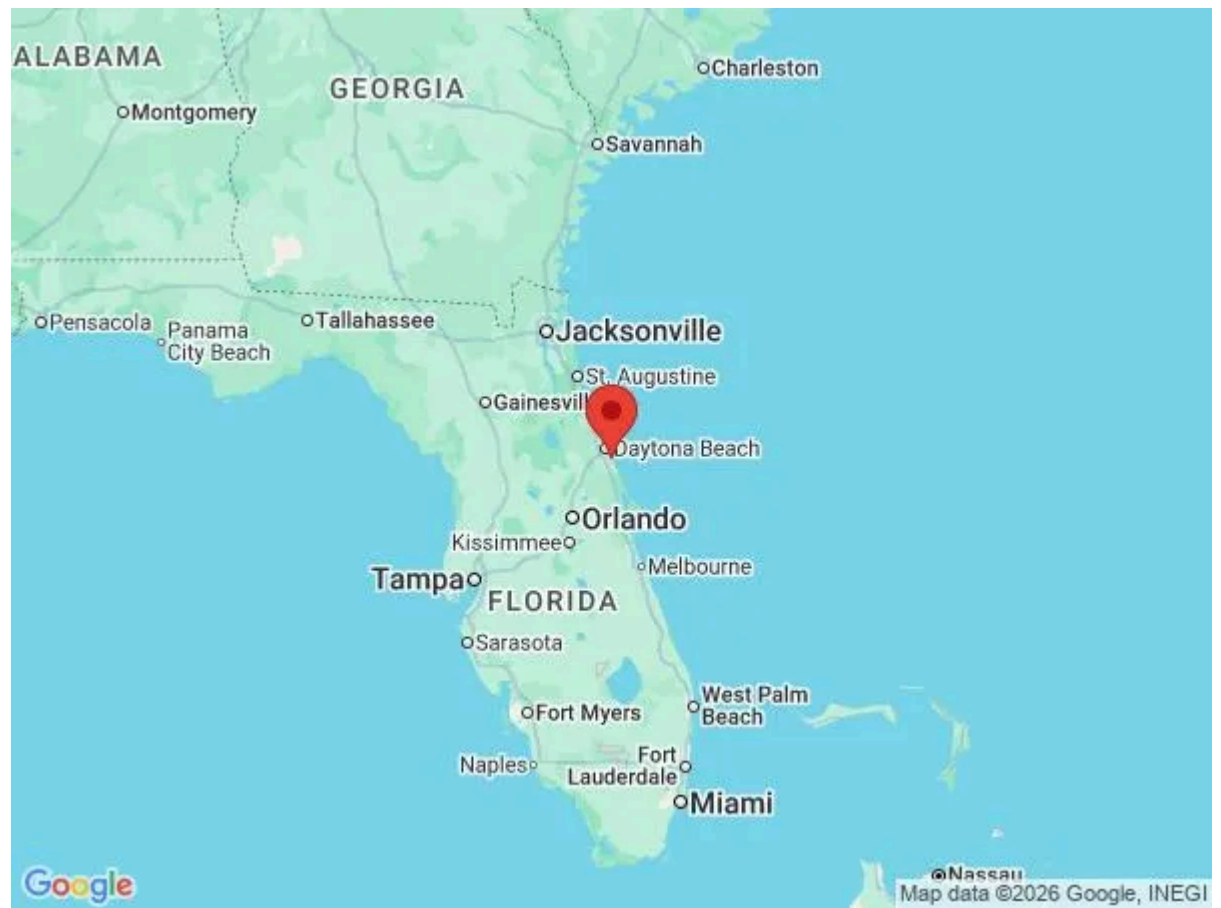 ALABAMA
GEORGIA
Charleston
Montgomery
Savannah
Pensacola
Panama
City Beach
Tallahassee
Jacksonville
St. Augustine
Gainesvill
Daytona Beach
Orlando
Kissimmee
Melbourne
Tampa
FLORIDA
Sarasota
West Palm
Beach
Fort Myers
Naples
Fort
Lauderdale
Miami
Nassau
Google
Map data ©2026 Google, INEGI